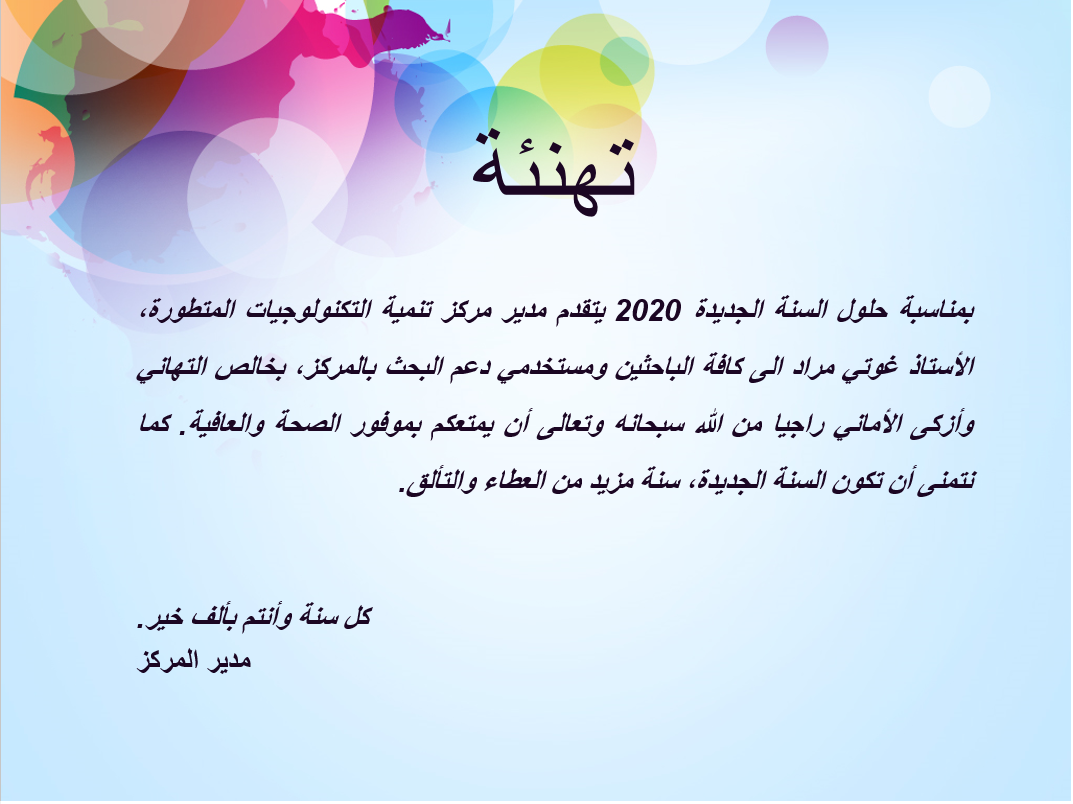 تهنئة
بمناسبة حلول السنة الجديدة 2020 يتقدم مدير مركز تنمية التكنولوجيات المتطورة،
الأستاذ غوتي مراد الى كافة الباحثين ومستخدمي دعم البحث بالمركز، بخالص التهاني
وأزكى الأماني راجيا من الله سبحانه وتعالى أن يمتعكم بموفور الصحة والعافية. كما
نتمنى أن تكون السنة الجديدة، سنة مزيد من العطاء والتألق.
كل سنة وأنتم بألف خير.
مدير المركز